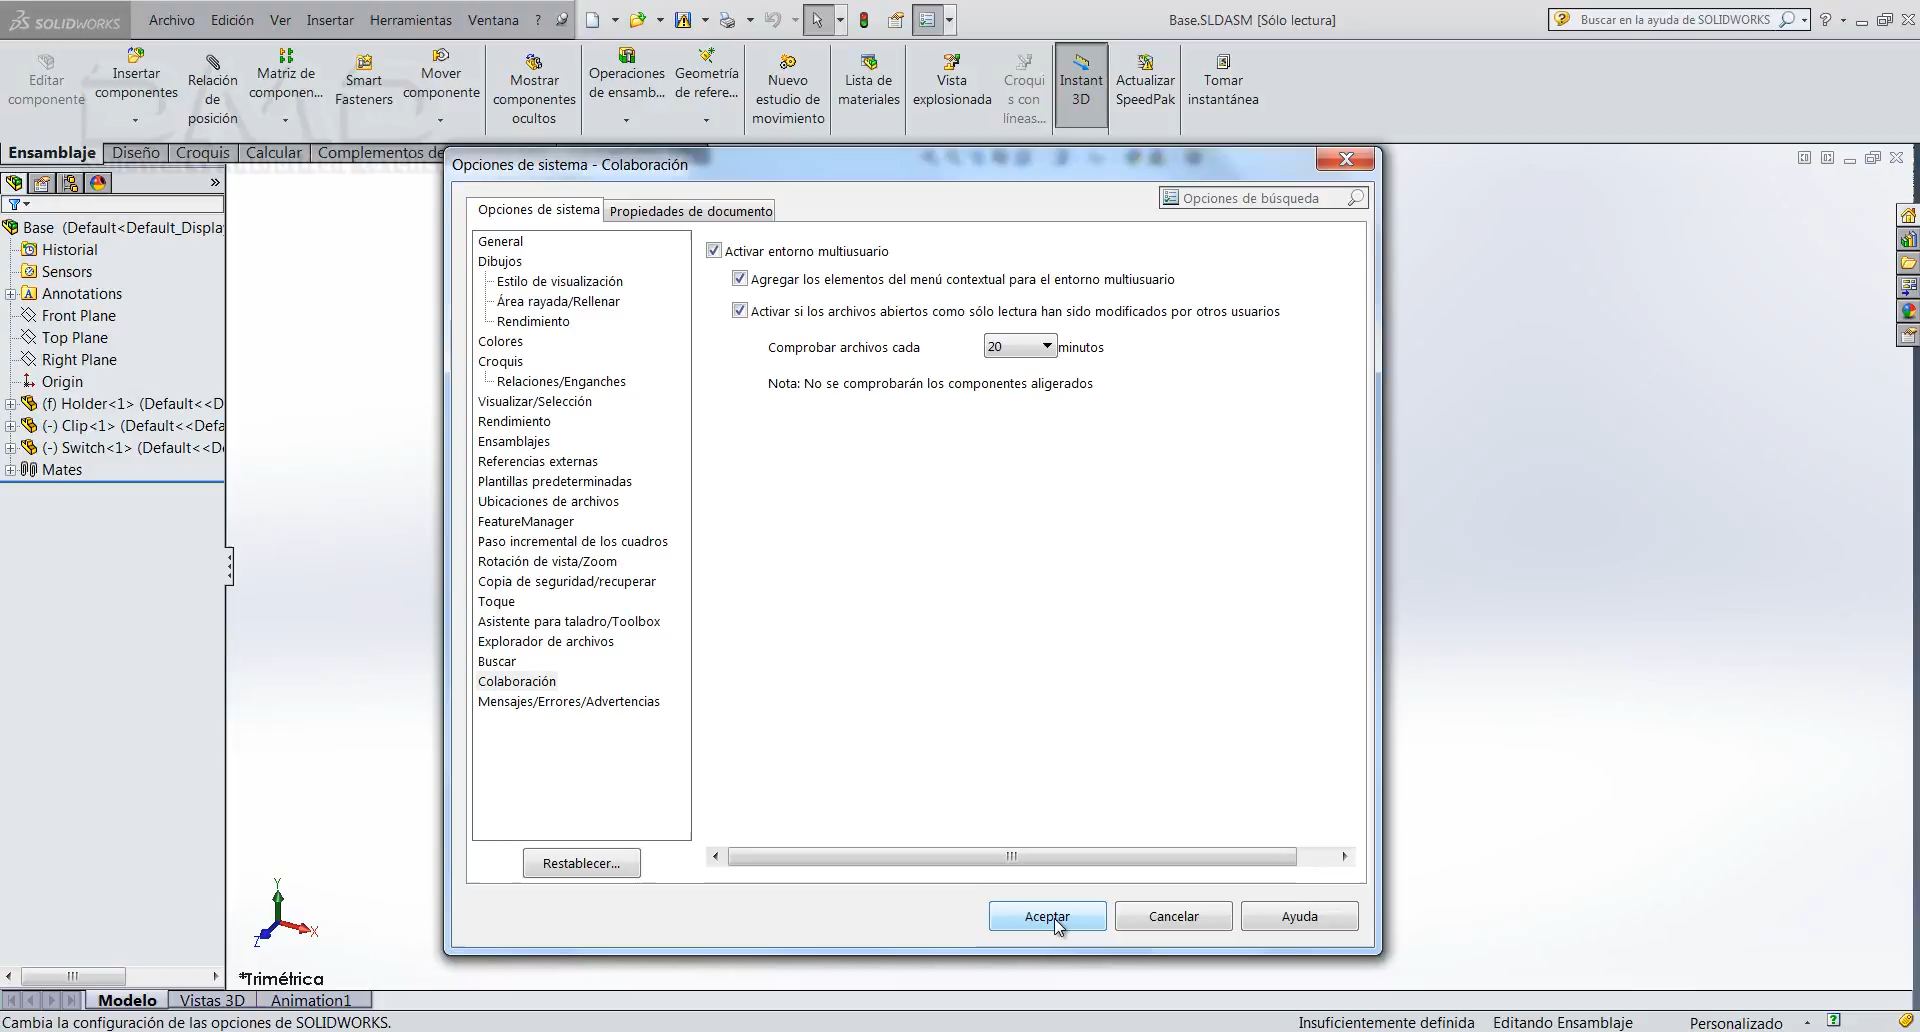 SOLIDWORKS
Archivo Edición Ver Insertar Herramientas Ventana ?
Base.SLDASM [Sólo lectura]
Buscar en la ayuda de SOLIDWORKS
?
Editar componente
Insertar componentes
Relación de posición
Matriz de componen...
Smart Fasteners
Mover componente
Mostrar componentes ocultos
Operaciones de ensamb...
Geometría de refere...
Nuevo estudio de movimiento
Lista de materiales
Vista explosionada
Croquis con líneas...
Instant 3D
Actualizar SpeedPak
Tomar instantánea
Ensamblaje Diseño Croquis Calcular Complementos de
Base (Default<Default_Displa
Historial
Sensors
Annotations
Front Plane
Top Plane
Right Plane
Origin
(f) Holder<1> (Default<<D
(-) Clip<1> (Default<<Defa
(-) Switch<1> (Default<<D
Mates
Opciones de sistema - Colaboración
Opciones de sistema Propiedades de documento
Opciones de búsqueda
General
Dibujos
Estilo de visualización
Área rayada/Rellenar
Rendimiento
Colores
Croquis
Relaciones/Enganches
Visualizar/Selección
Rendimiento
Ensamblajes
Referencias externas
Plantillas predeterminadas
Ubicaciones de archivos
FeatureManager
Paso incremental de los cuadros
Rotación de vista/Zoom
Copia de seguridad/recuperar
Toque
Asistente para taladro/Toolbox
Explorador de archivos
Buscar
Colaboración
Mensajes/Errores/Advertencias
Restablecer...
Activar entorno multiusuario
Agregar los elementos del menú contextual para el entorno multiusuario
Activar si los archivos abiertos como sólo lectura han sido modificados por otros usuarios
Comprobar archivos cada 20 minutos
Nota: No se comprobarán los componentes aligerados
Aceptar Cancelar Ayuda
Y
X
Z
*Trimétrica
Modelo Vistas 3D Animation1
Cambia la configuración de las opciones de SOLIDWORKS.
Insuficientemente definida Editando Ensamblaje Personalizado